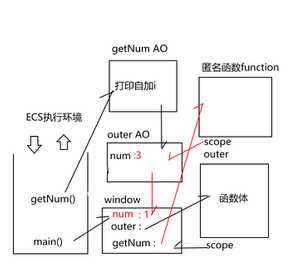 getNum AO
匿名函数function
打印自加i
ECS执行环境
outer AO
num :3
scope
outer
getNum()
window
num : 1
outer :
getNum :
函数体
main()
scope